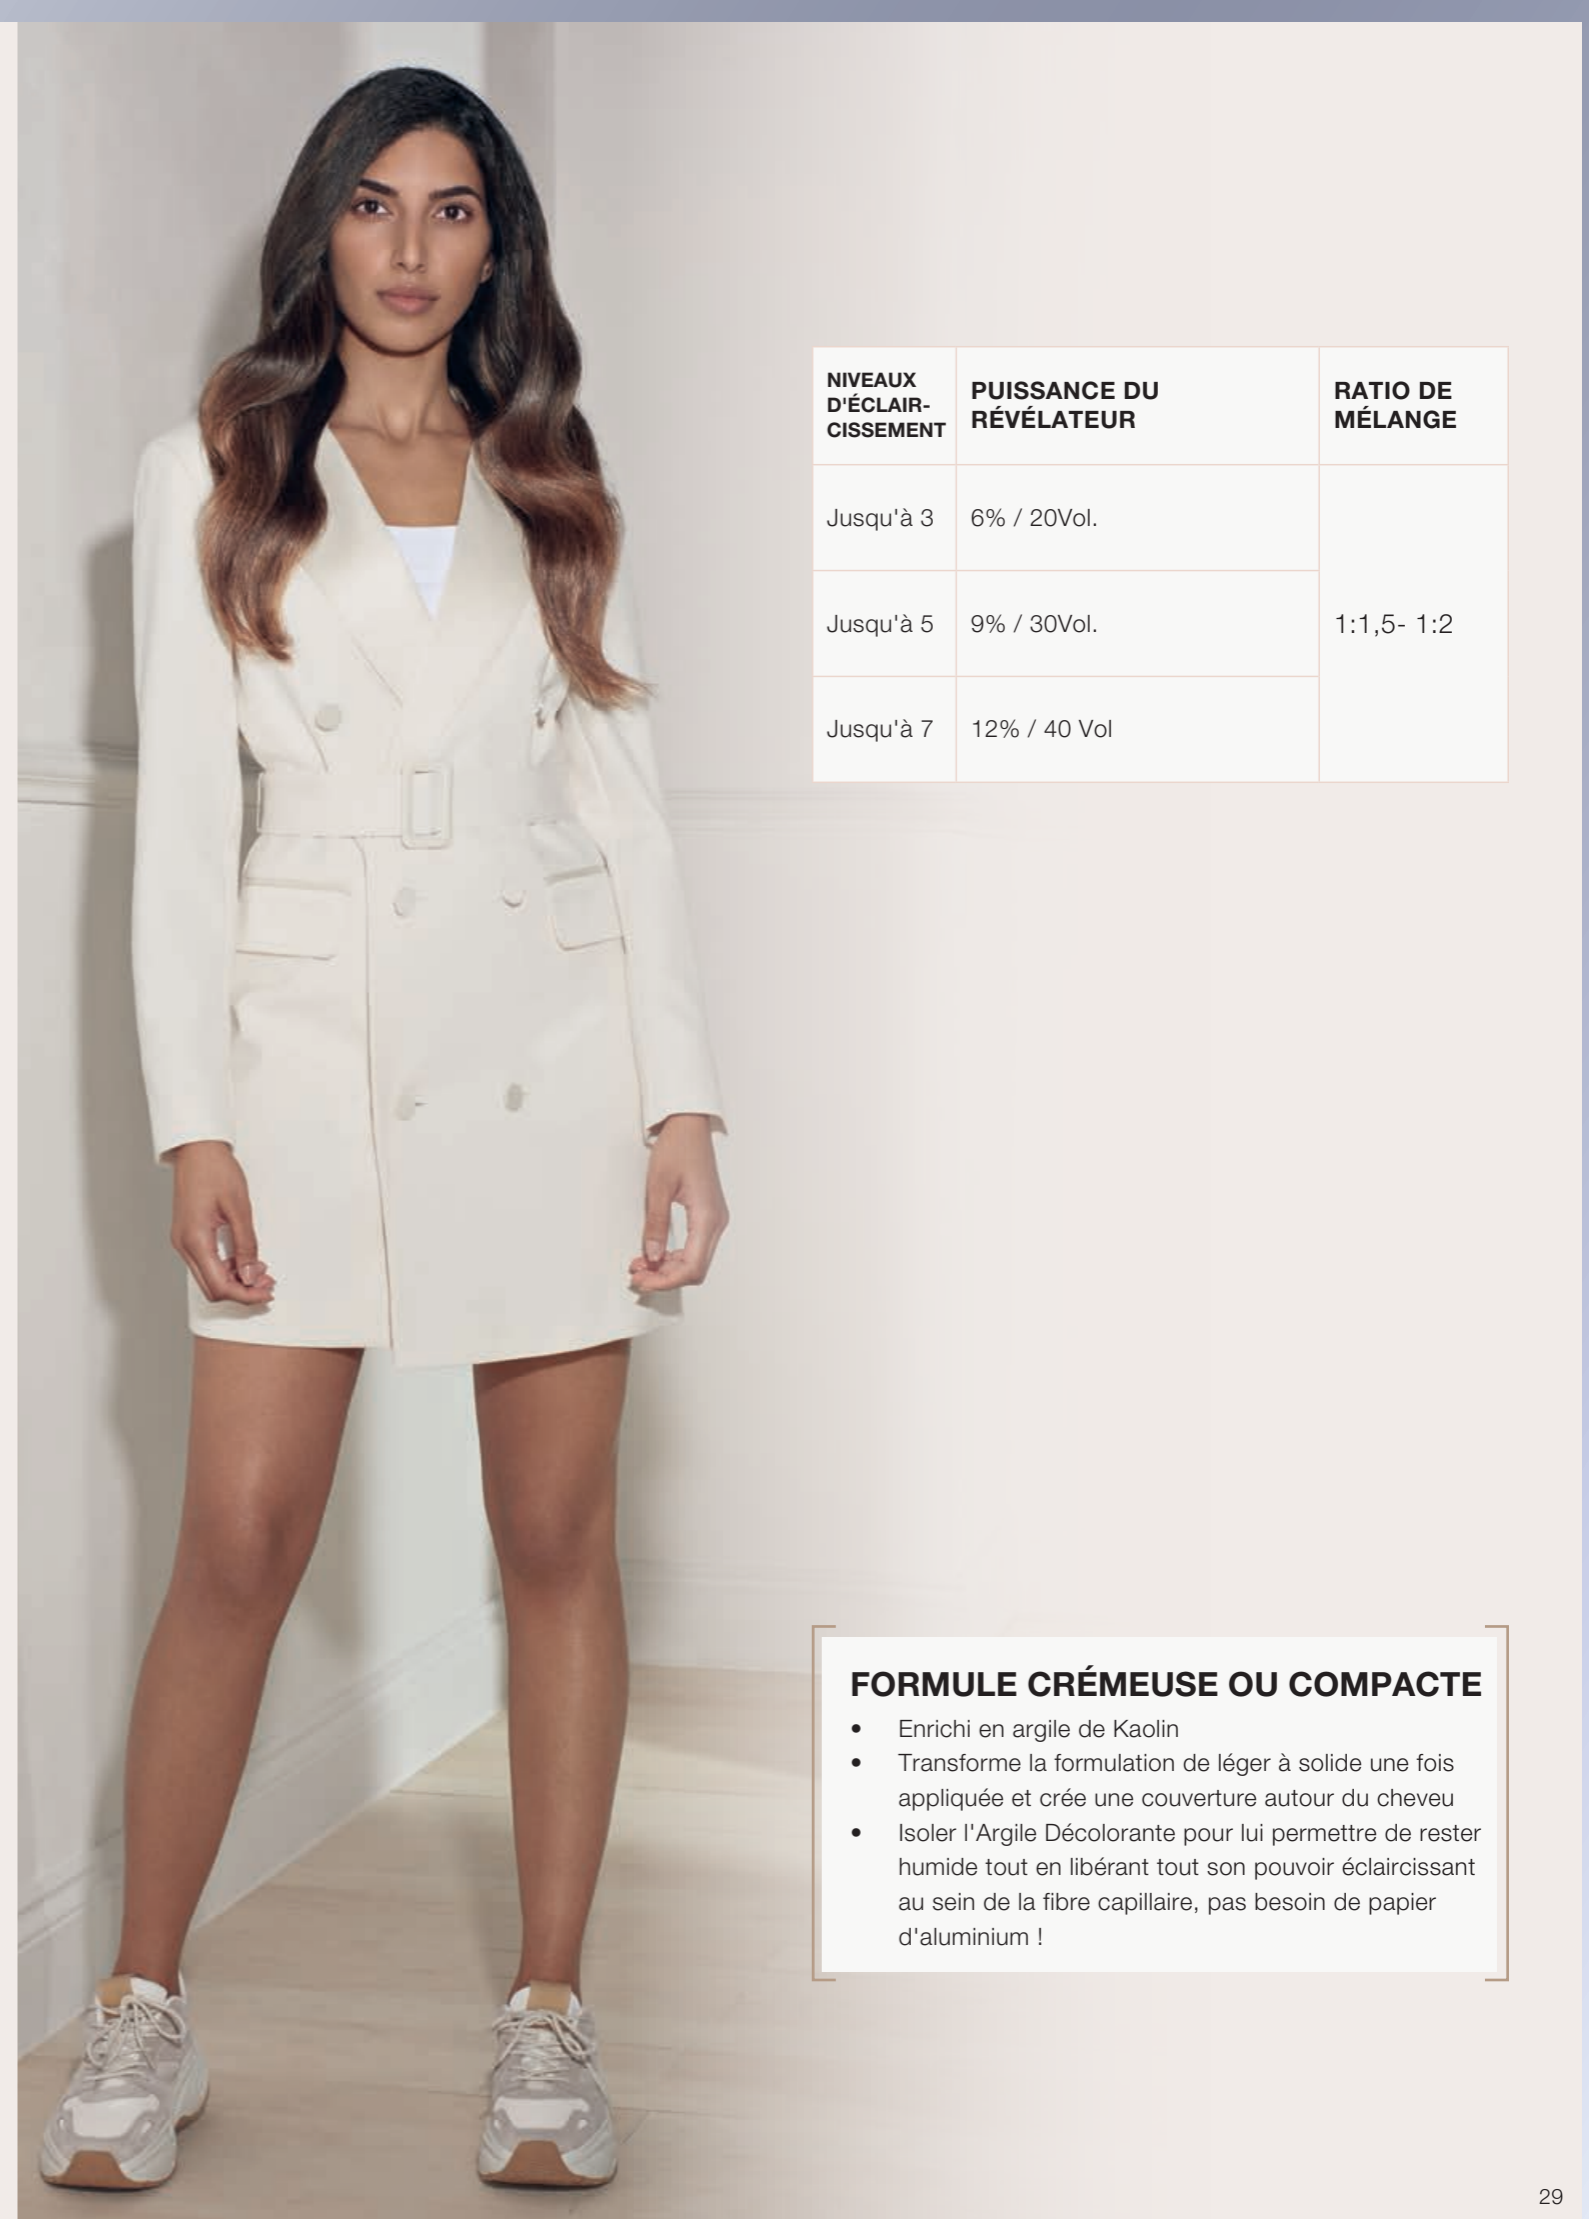 NIVEAUX
D'ÉCLAIR-
CISSEMENT
PUISSANCE DU
RÉVÉLATEUR
RATIO DE
MÉLANGE
Jusqu'à 3
6% / 20Vol.
Jusqu'à 5
9% / 30Vol.
1:1,5- 1:2
Jusqu'à 7
12% / 40 Vol
FORMULE CRÉMEUSE OU COMPACTE
• Enrichi en argile de Kaolin
• Transforme la formulation de léger à solide une fois
appliquée et crée une couverture autour du cheveu
• Isoler l'Argile Décolorante pour lui permettre de rester
humide tout en libérant tout son pouvoir éclaircissant
au sein de la fibre capillaire, pas besoin de papier
d'aluminium !
29